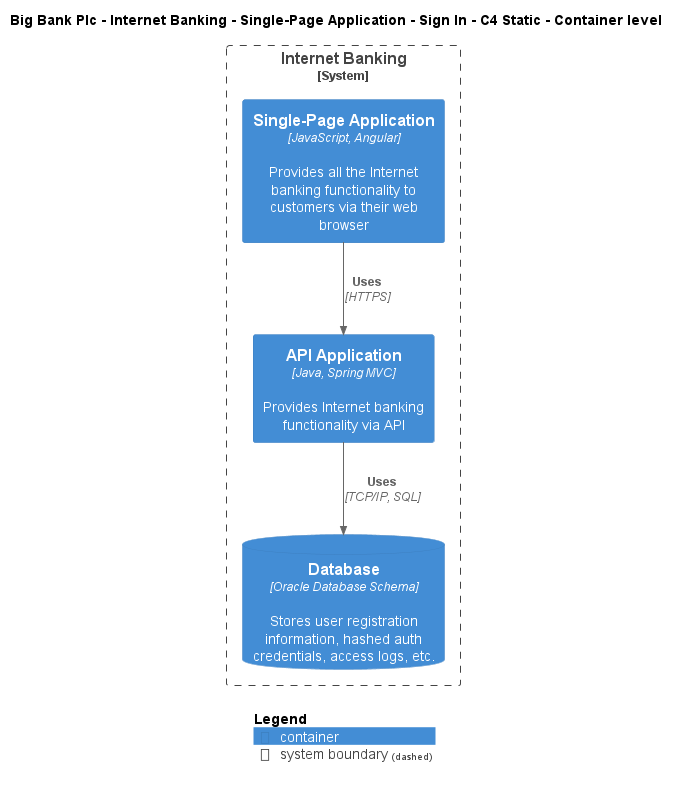 Big Bank Plc - Internet Banking - Single-Page Application - Sign In - C4 Static - Container level
Internet Banking
[System]
Single-Page Application
[JavaScript, Angular]
Provides all the Internet
banking functionality to
customers via their web
browser
Uses
[HTTPS]
API Application
[Java, Spring MVC]
Provides Internet banking
functionality via API
Uses
[TCP/IP, SQL]
Database
[Oracle Database Schema]
Stores user registration
information, hashed auth
credentials, access logs, etc.
Legend
container
system boundary (dashed)